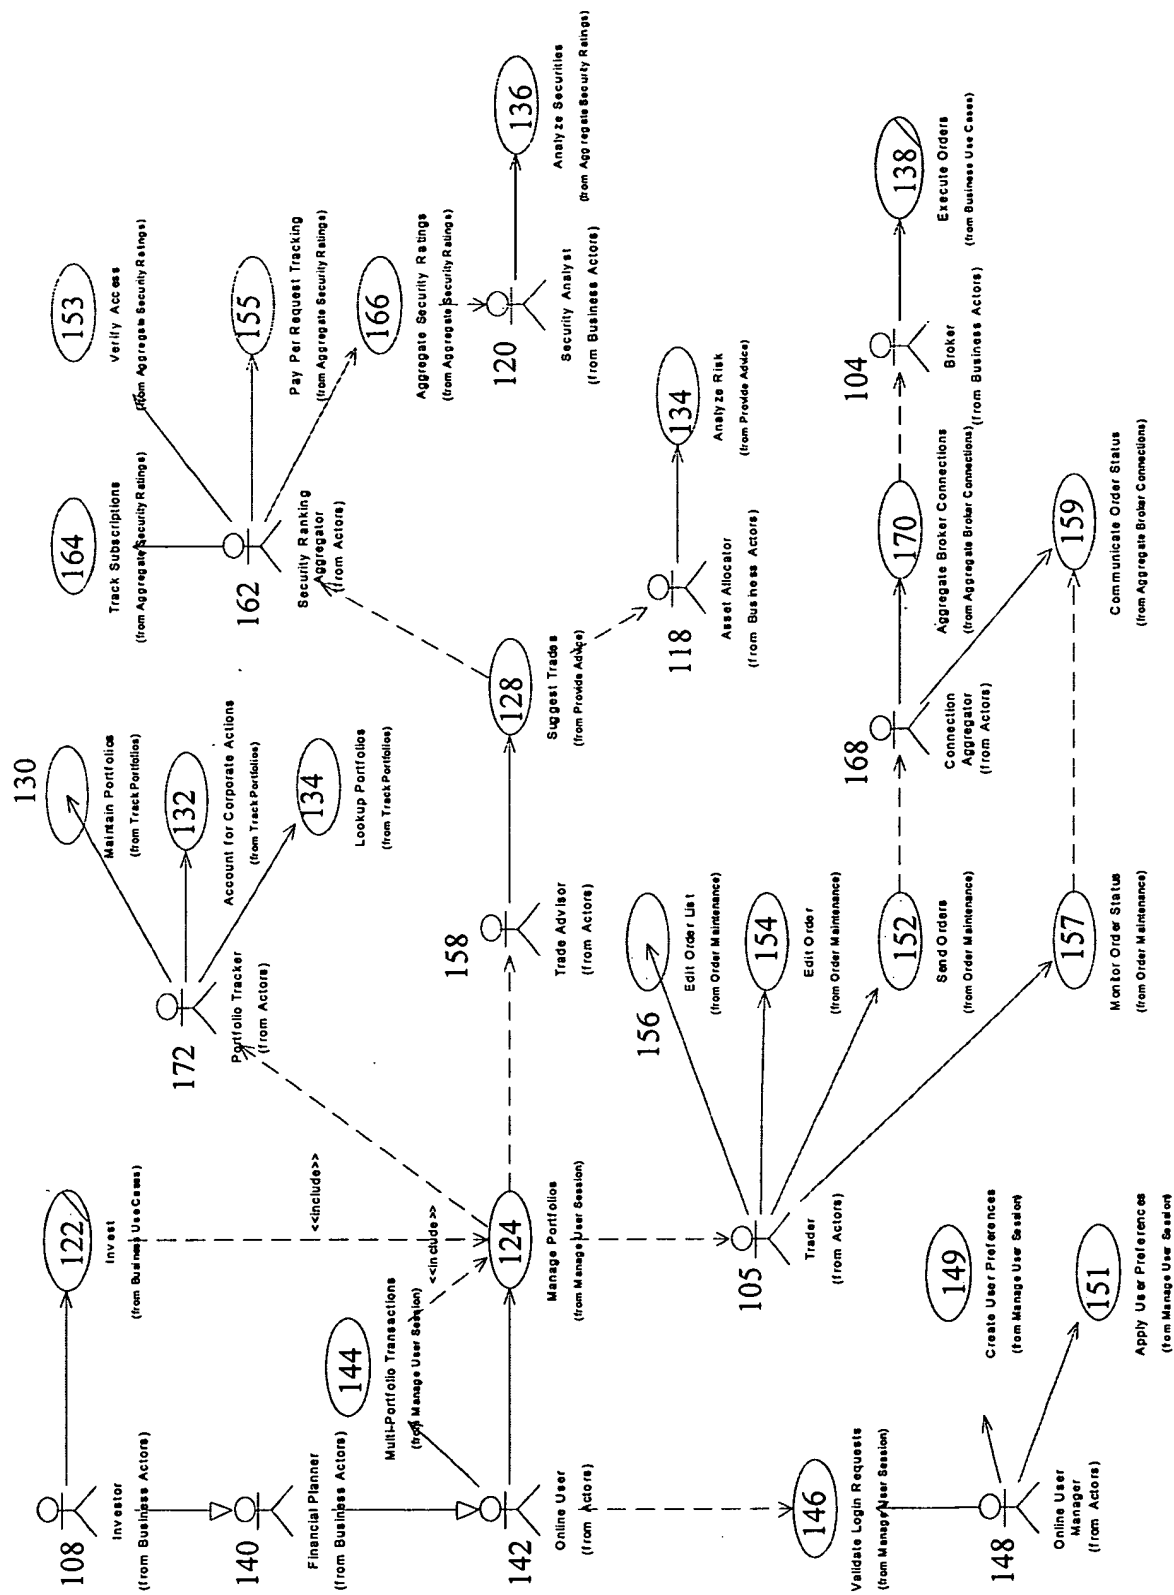 108
Investor
(from Business Actors)
122
Invest
(from Business Use Cases)
<<include>>
140
Financial Planner
(from Business Actors)
144
Multi-Portfolio Transactions
(from Manage User Session)
<<include>>
142
Online User
(from Actors)
124
Manage Portfolios
(from Manage User Session)
146
Validate Login Requests
(from Manage User Session)
148
Online User
Manager
(from Actors)
149
Create User Preferences
(from Manage User Session)
151
Apply User Preferences
(from Manage User Session)
172
Portfolio Tracker
(from Actors)
130
Maintain Portfolios
(from Track Portfolios)
132
Account for Corporate Actions
(from Track Portfolios)
134
Lookup Portfolios
(from Track Portfolios)
158
Trade Advisor
(from Actors)
128
Suggest Trades
(from Provide Advice)
105
Trader
(from Actors)
156
Edit Order List
(from Order Maintenance)
154
Edit Order
(from Order Maintenance)
152
Send Orders
(from Order Maintenance)
157
Monitor Order Status
(from Order Maintenance)
164
Track Subscriptions
(from Aggregate Security Ratings)
153
Verify Access
(from Aggregate Security Ratings)
162
Security Ranking
Aggregator
(from Actors)
155
Pay Per Request Tracking
(from Aggregate Security Ratings)
166
Aggregate Security Ratings
(from Aggregate Security Ratings)
120
Security Analyst
(from Business Actors)
136
Analyze Securities
(from Aggregate Security Ratings)
118
Asset Allocator
(from Business Actors)
134
Analyze Risk
(from Provide Advice)
168
Connection
Aggregator
(from Actors)
170
Aggregate Broker Connections
(from Aggregate Broker Connections)
104
Broker
(from Business Actors)
138
Execute Orders
(from Business Use Cases)
159
Communicate Order Status
(from Aggregate Broker Connections)